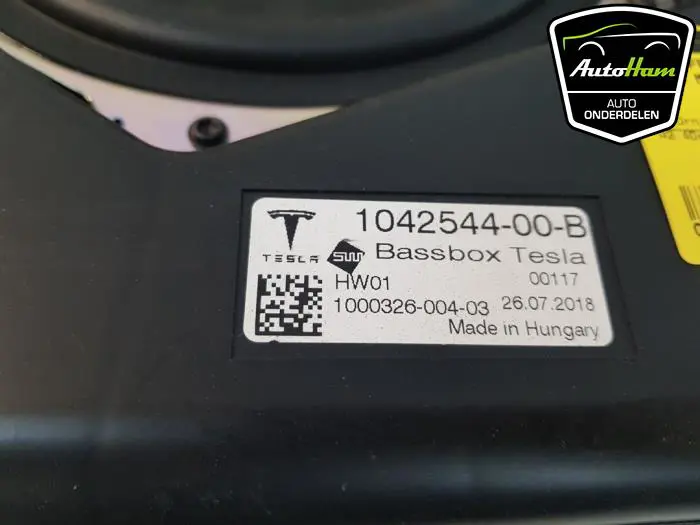 AutoHam
AUTO
ONDERDELEN
1042544-00-B
TESLA SW Bassbox Tesla
HW01 00117
1000326-004-03 26.07.2018
Made in Hungary